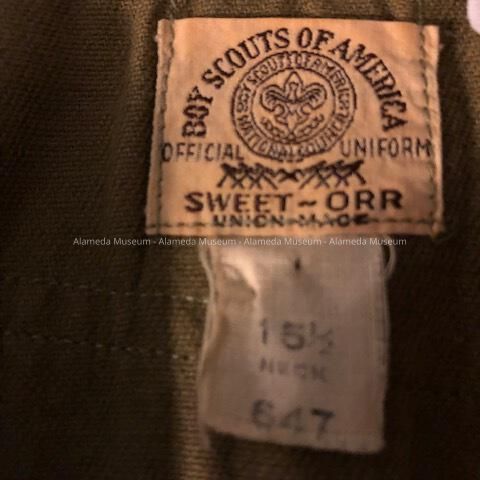 BOY SCOUTS OF AMERICA
BOY SCOUTS OF AMERICA
NATIONAL COUNCIL
OFFICIAL UNIFORM
SWEET~ORR
UNION MADE
Alameda Museum - Alameda Museum - Alameda Museum - Alameda Museum
15½
NECK
647